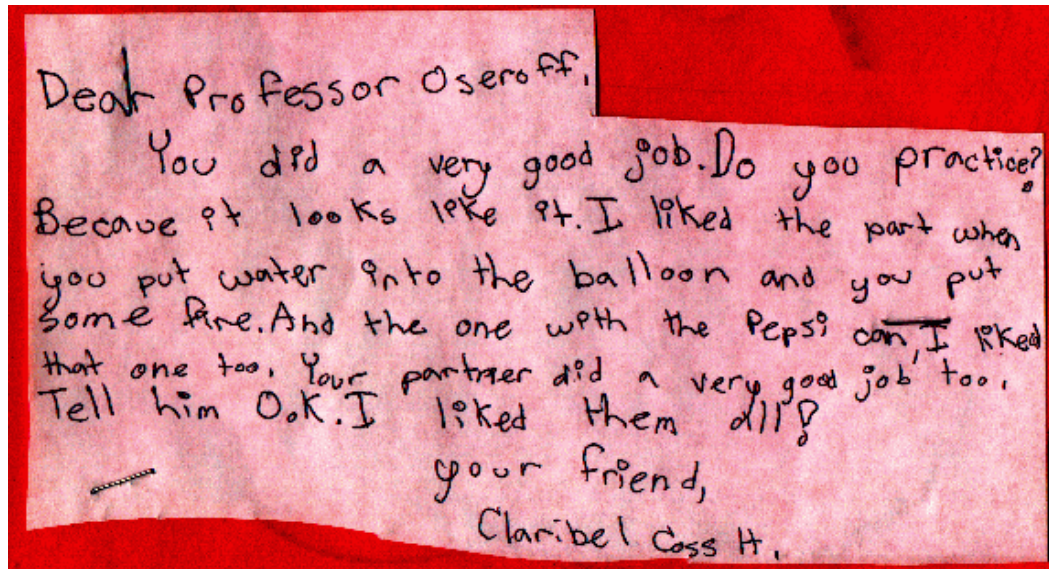 Dear Professor Oseroff,
You did a very good job. Do you practice?
Becaue it looks like it. I liked the part when
you put water into the balloon and you put
some fire. And the one with the Pepsi can, I liked
that one too. Your partner did a very good job too.
Tell him O.K. I liked them all!
your friend,
Claribel Coss H.